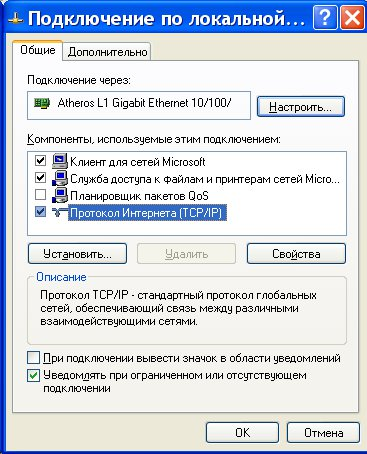 Подключение по локальной...
Общие
Дополнительно
Подключение через:
Atheros L1 Gigabit Ethernet 10/100/
Настроить...
Компоненты, используемые этим подключением:
Клиент для сетей Microsoft
Служба доступа к файлам и принтерам сетей Micro...
Планировщик пакетов QoS
Протокол Интернета (TCP/IP)
Установить...
Удалить
Свойства
Описание
Протокол TCP/IP - стандартный протокол глобальных
сетей, обеспечивающий связь между различными
взаимодействующими сетями.
При подключении вывести значок в области уведомлений
Уведомлять при ограниченном или отсутствующем
подключении
OK
Отмена